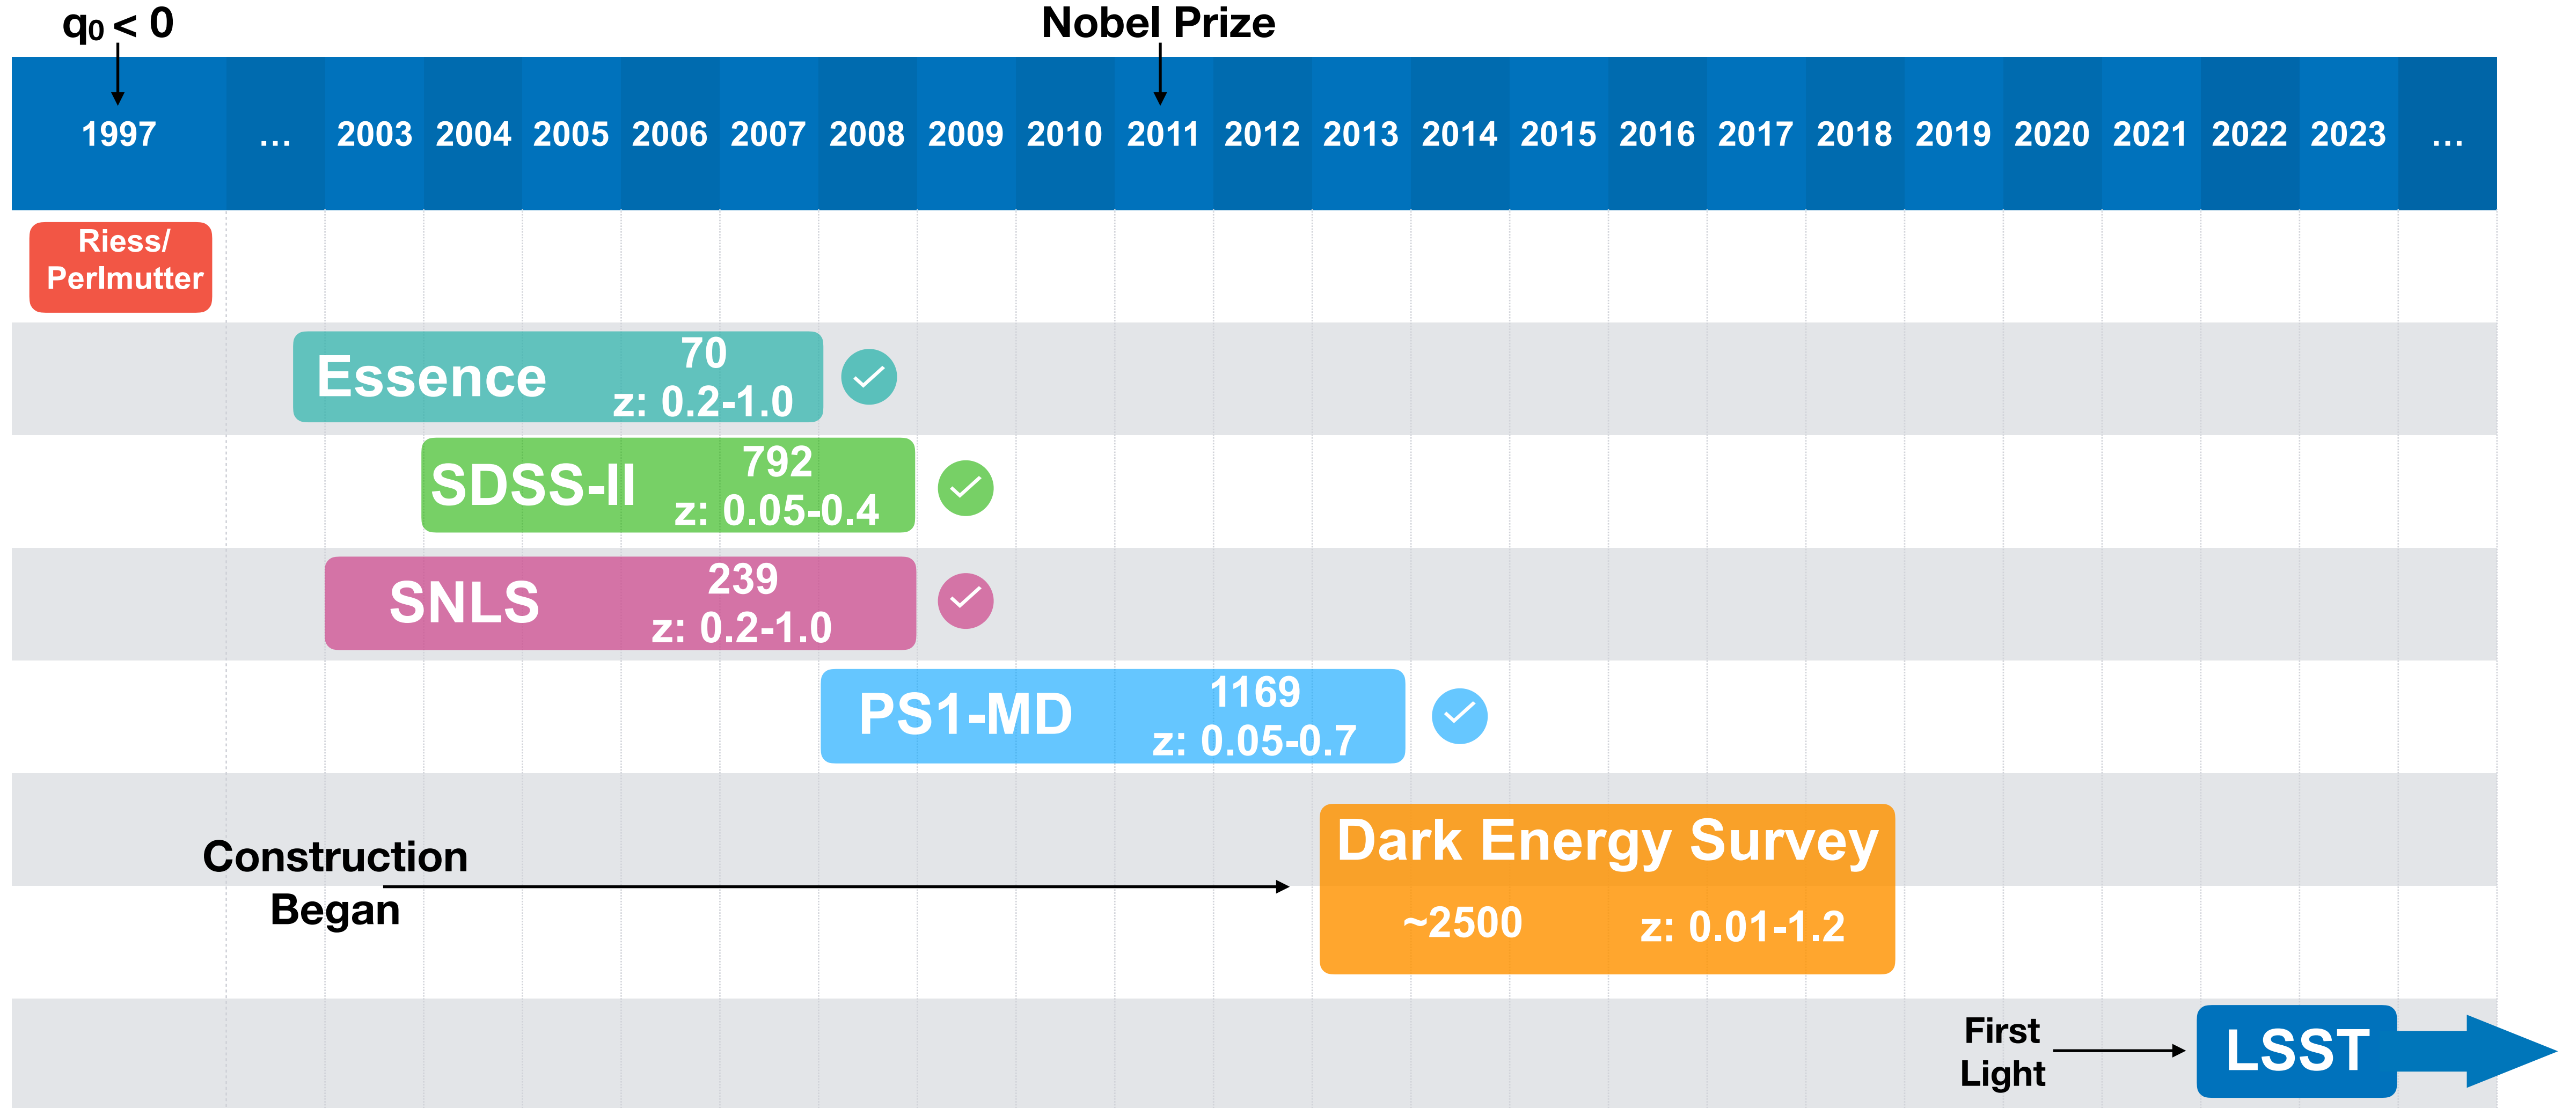 q₀ < 0
Nobel Prize
1997 ... 2003 2004 2005 2006 2007 2008 2009 2010 2011 2012 2013 2014 2015 2016 2017 2018 2019 2020 2021 2022 2023 ...
Riess/
Perlmutter
Essence
70
z: 0.2-1.0
SDSS-II
792
z: 0.05-0.4
SNLS
239
z: 0.2-1.0
PS1-MD
1169
z: 0.05-0.7
Construction
Began
Dark Energy Survey
~2500 z: 0.01-1.2
First
Light
LSST